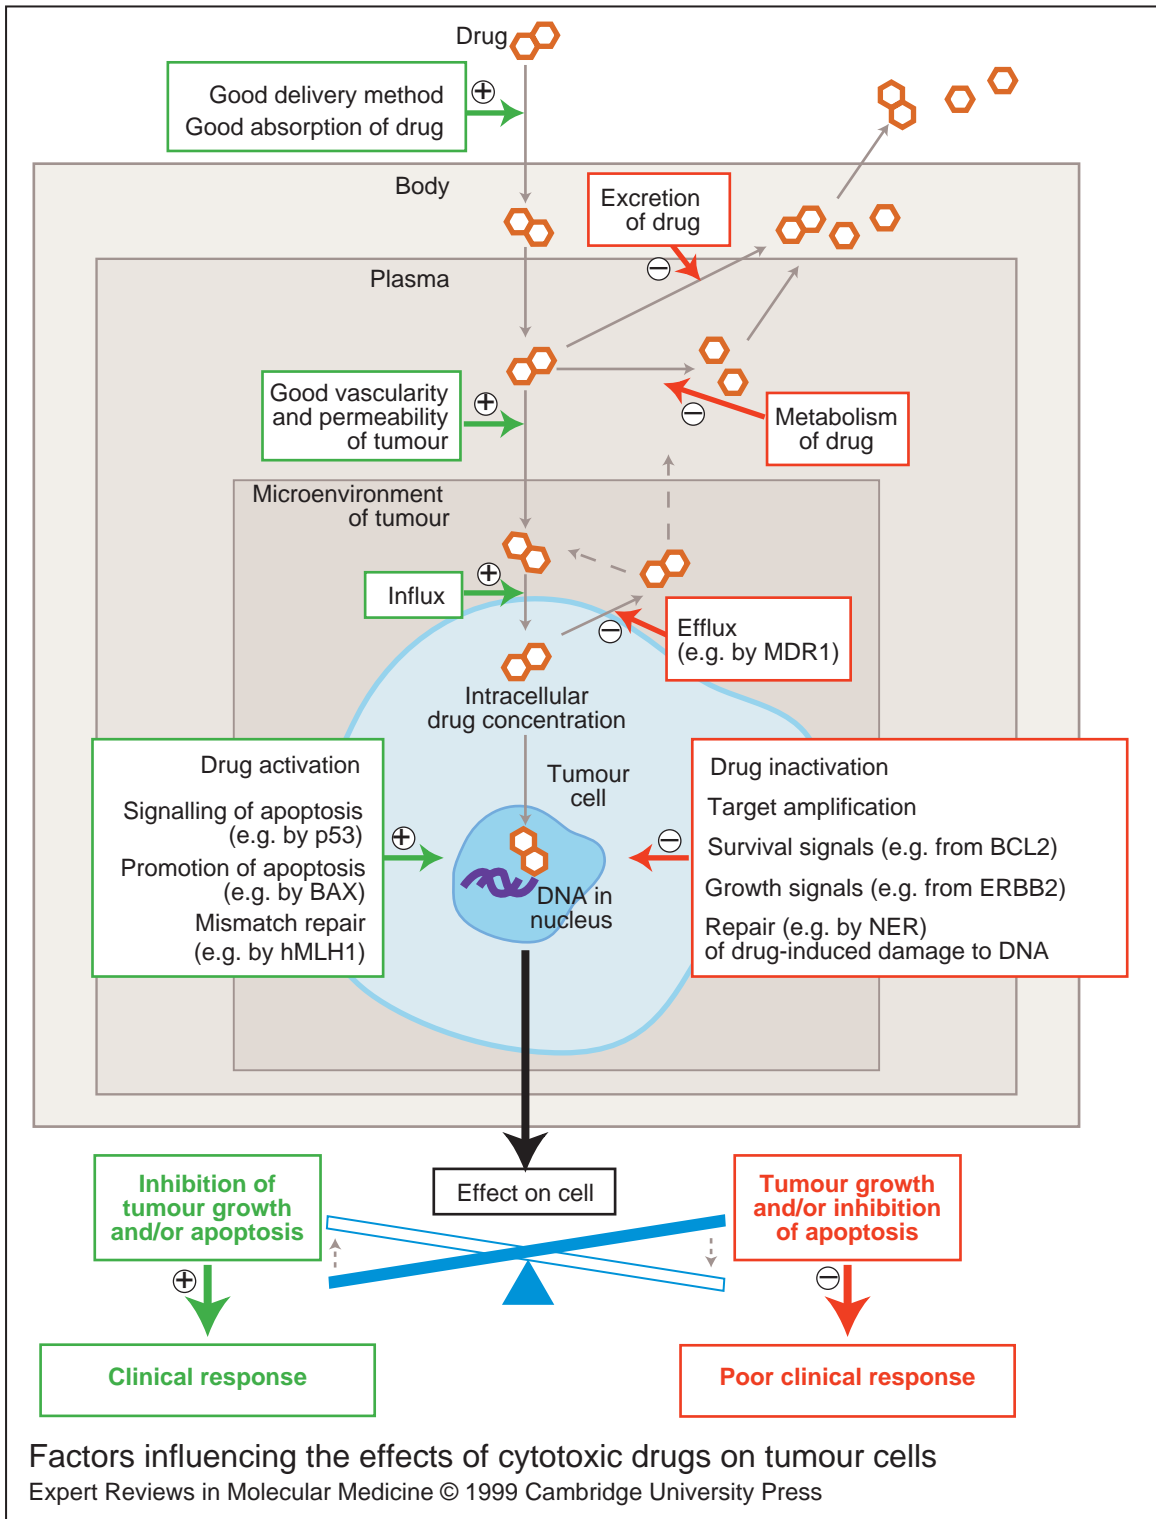 Drug
Good delivery method
Good absorption of drug
+
Body
Excretion
of drug
−
Plasma
Good vascularity
and permeability
of tumour
+
Metabolism
of drug
−
Microenvironment
of tumour
Influx
+
Efflux
(e.g. by MDR1)
−
Intracellular
drug concentration
Tumour
cell
Drug activation
Signalling of apoptosis
(e.g. by p53)
Promotion of apoptosis
(e.g. by BAX)
Mismatch repair
(e.g. by hMLH1)
+
DNA in
nucleus
−
Drug inactivation
Target amplification
Survival signals (e.g. from BCL2)
Growth signals (e.g. from ERBB2)
Repair (e.g. by NER)
of drug-induced damage to DNA
Inhibition of
tumour growth
and/or apoptosis
Effect on cell
Tumour growth
and/or inhibition
of apoptosis
+
−
Clinical response
Poor clinical response
Factors influencing the effects of cytotoxic drugs on tumour cells
Expert Reviews in Molecular Medicine © 1999 Cambridge University Press